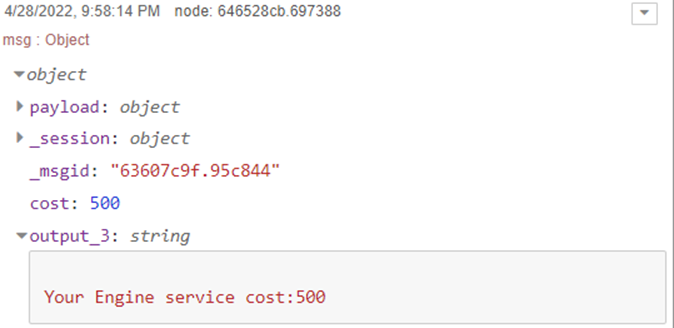 4/28/2022, 9:58:14 PM node: 646528cb.697388
msg : Object
object
payload: object
_session: object
_msgid: "63607c9f.95c844"
cost: 500
output_3: string
Your Engine service cost:500